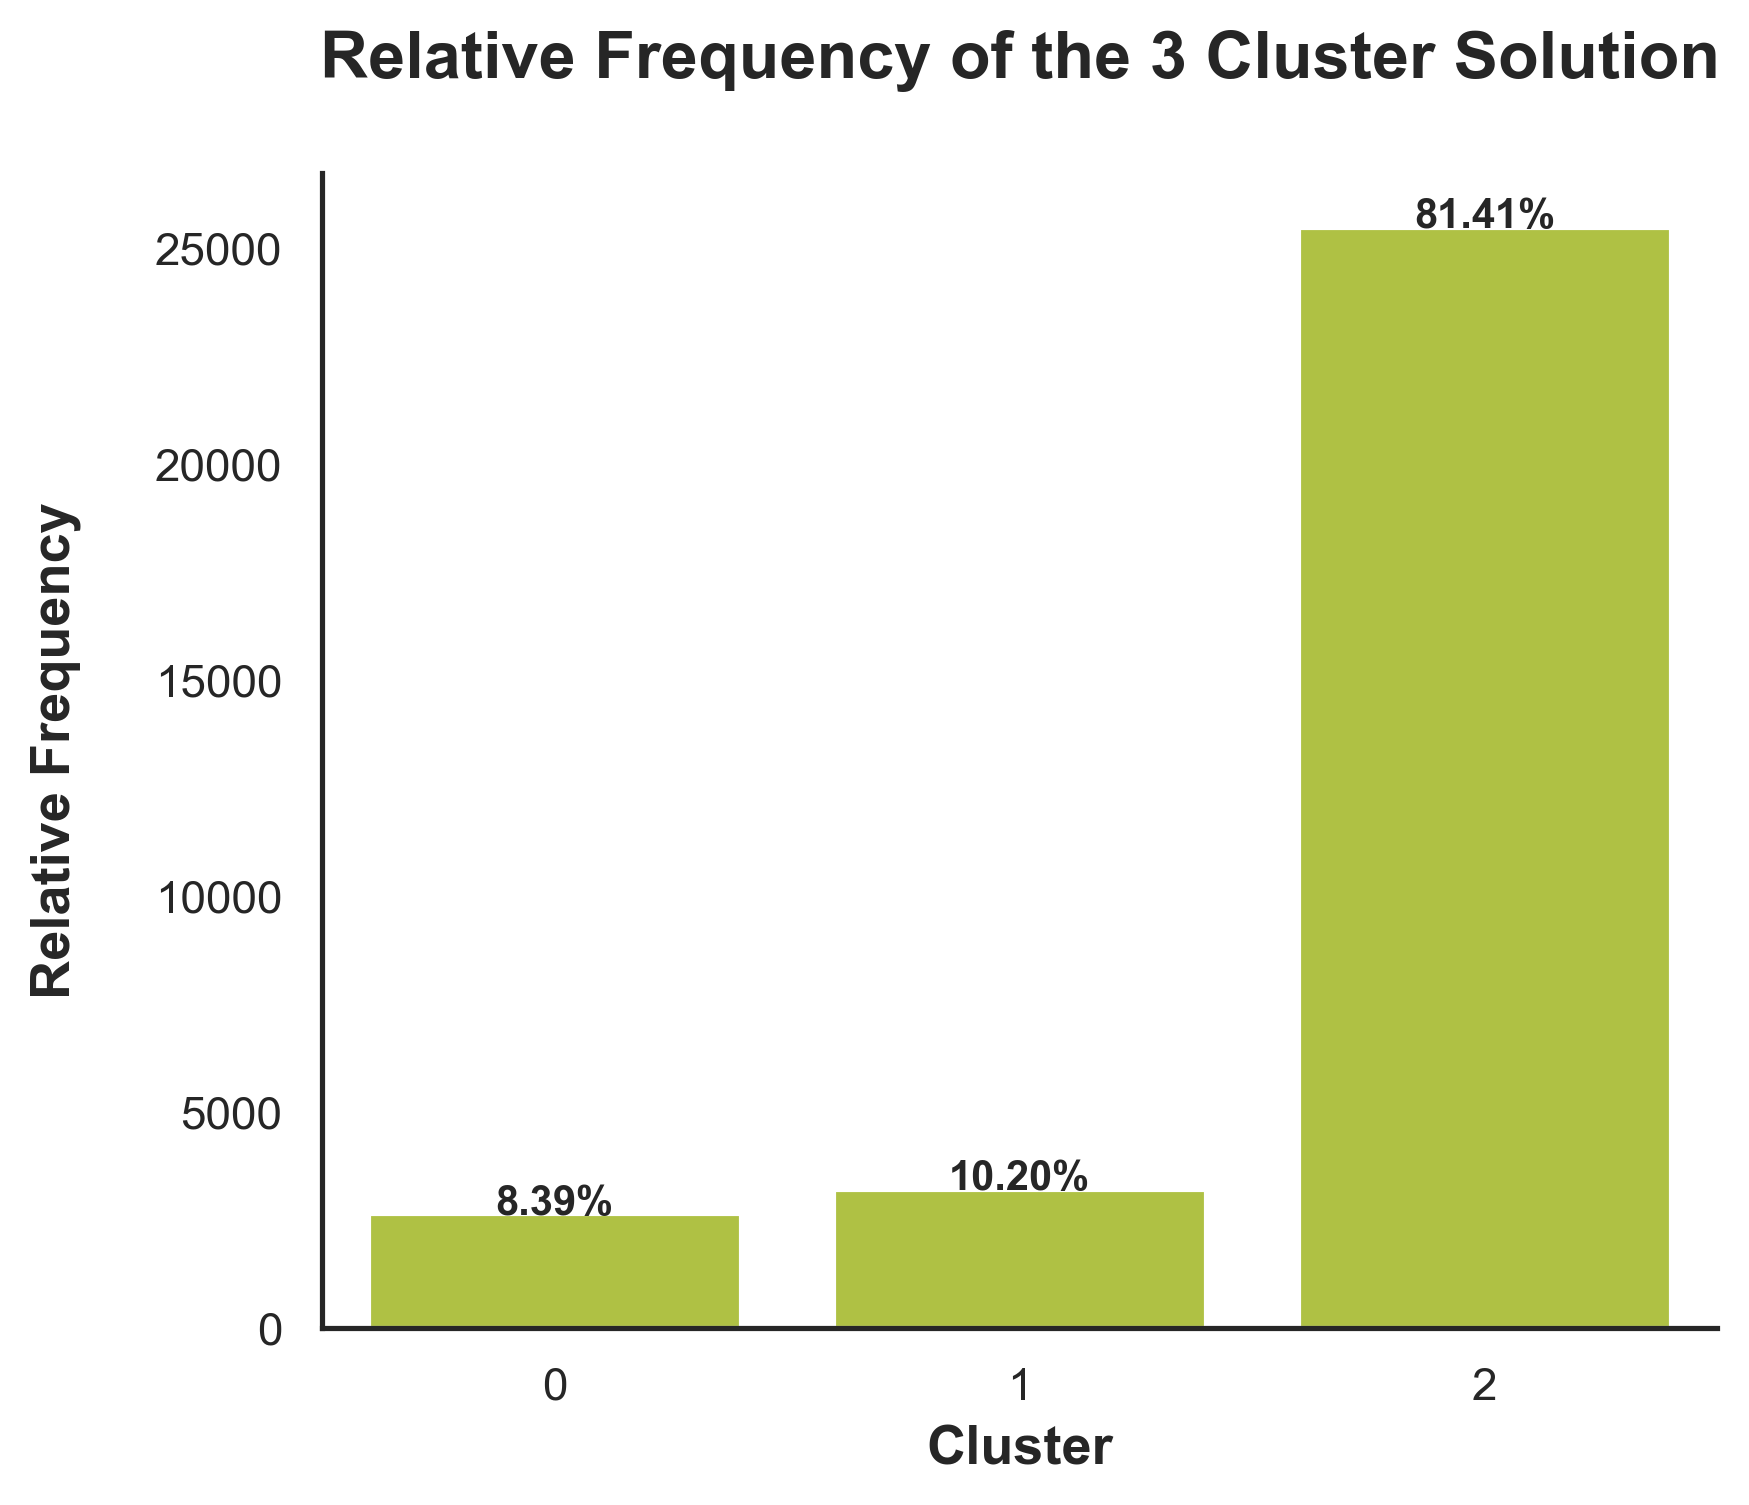 Relative Frequency of the 3 Cluster Solution
81.41%
25000
20000
15000
10000
5000
10.20%
8.39%
0
Relative Frequency
0 1 2
Cluster